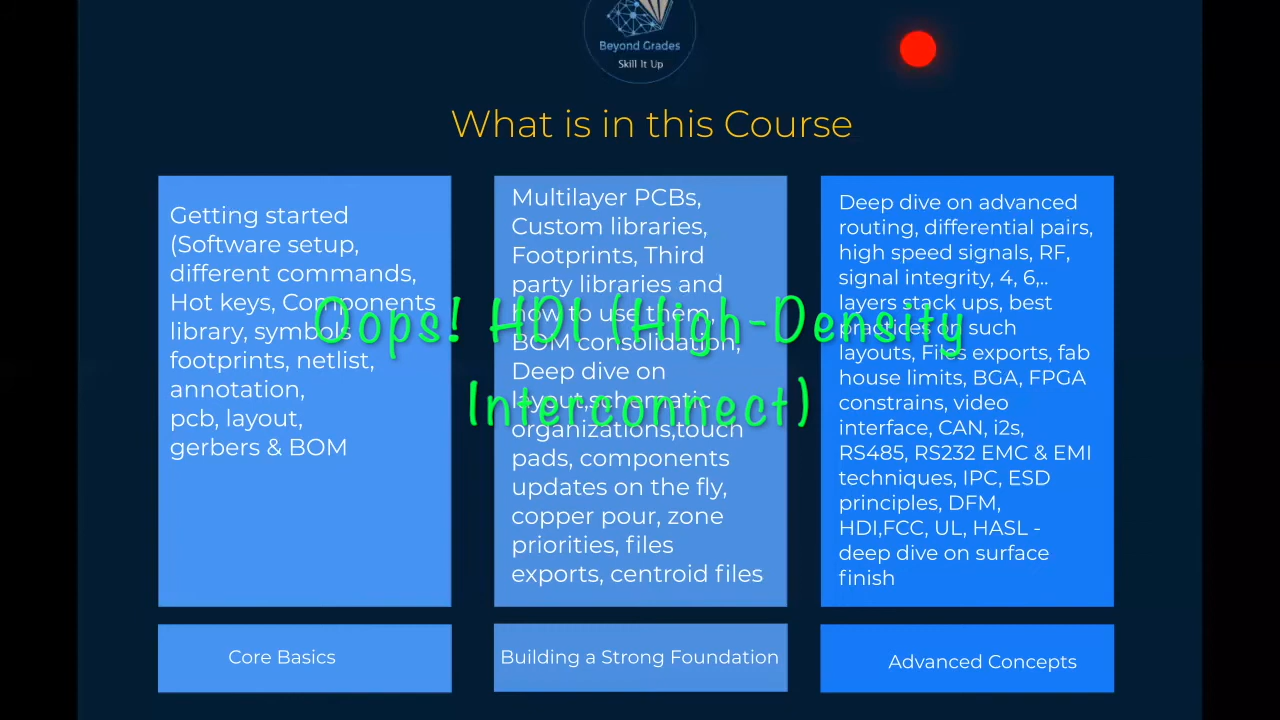 Beyond Grades
Skill It Up
What is in this Course
Getting started
(Software setup,
different commands,
Hot keys, Components
library, symbols
footprints, netlist,
annotation,
pcb, layout,
gerbers & BOM
Multilayer PCBs,
Custom libraries,
Footprints, Third
party libraries and
how to use them,
BOM consolidation,
Deep dive on
layout,schematic
organizations,touch
pads, components
updates on the fly,
copper pour, zone
priorities, files
exports, centroid files
Deep dive on advanced
routing, differential pairs,
high speed signals, RF,
signal integrity, 4, 6,..
layers stack ups, best
practices on such
layouts, Files exports, fab
house limits, BGA, FPGA
constrains, video
interface, CAN, i2s,
RS485, RS232 EMC & EMI
techniques, IPC, ESD
principles, DFM,
HDI,FCC, UL, HASL -
deep dive on surface
finish
Oops! HDI (High-Density
Interconnect)
Core Basics
Building a Strong Foundation
Advanced Concepts